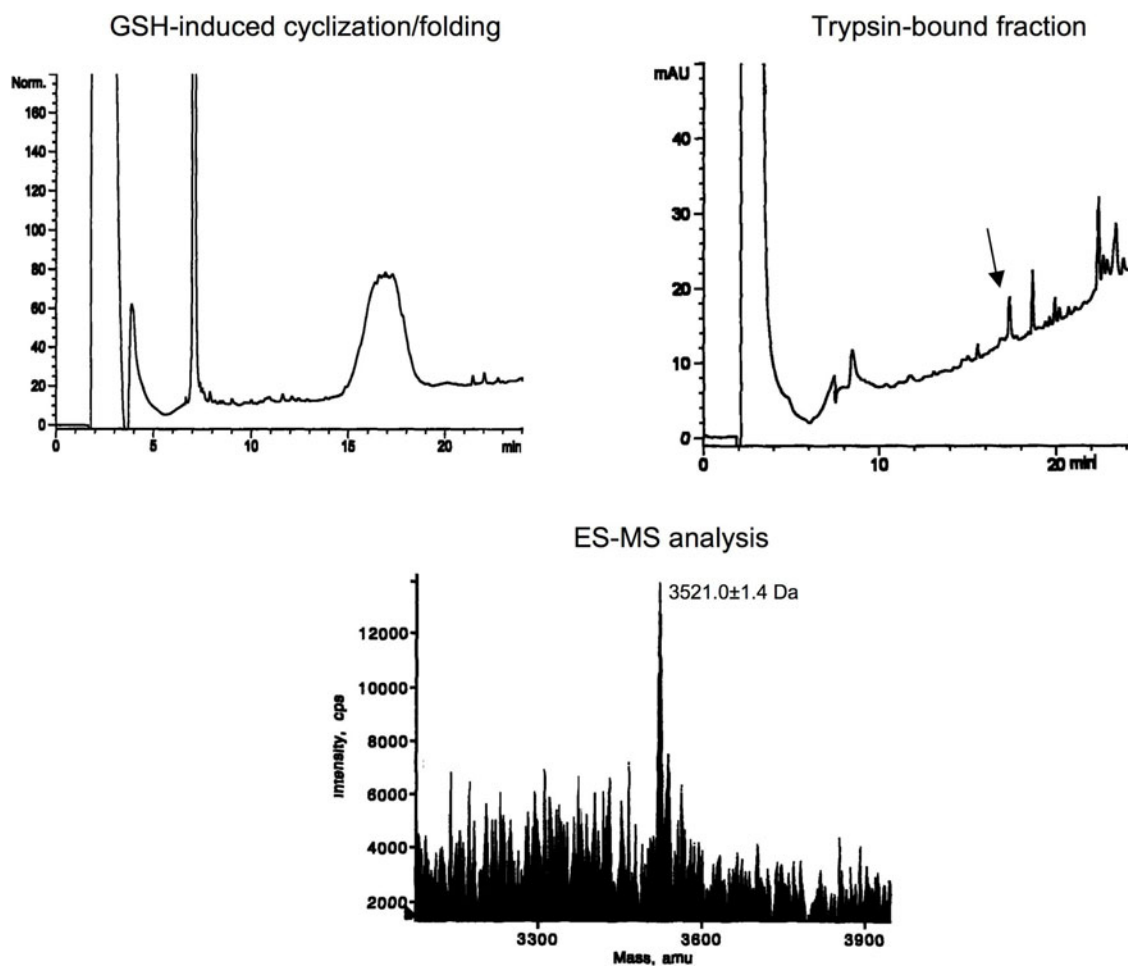 GSH-induced cyclization/folding
Norm.
160
140
120
100
80
60
40
20
0
0 5 10 15 20 min
Trypsin-bound fraction
mAU
40
30
20
10
0
0 10 20 min
ES-MS analysis
3521.0±1.4 Da
Intensity, cps
12000
10000
8000
6000
4000
2000
3300 3600 3900
Mass, amu